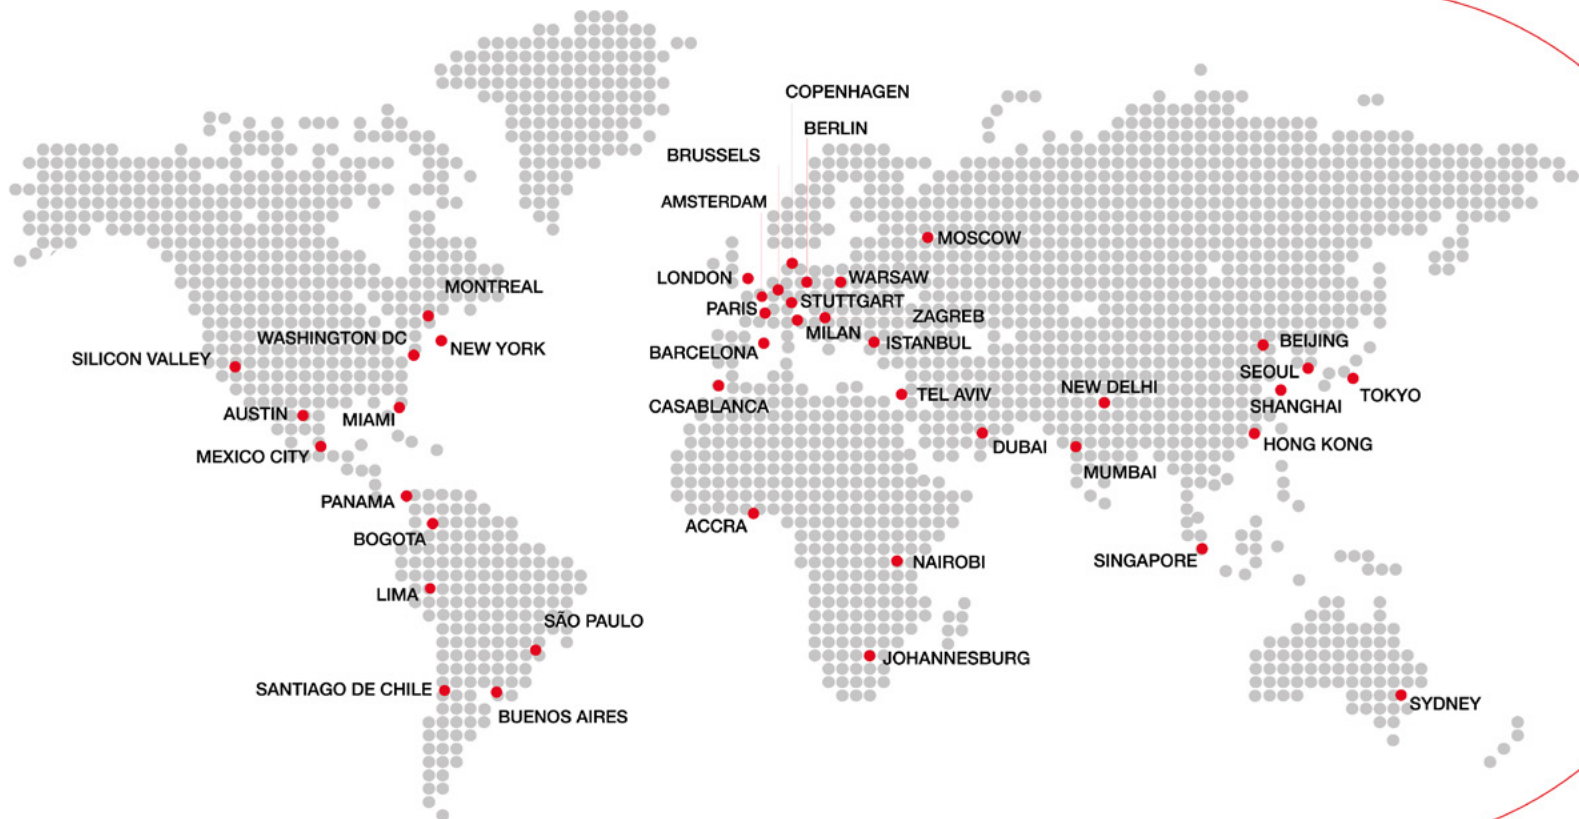 COPENHAGEN
BERLIN
BRUSSELS
AMSTERDAM
MOSCOW
LONDON
WARSAW
MONTREAL
PARIS
STUTTGART
ZAGREB
MILAN
WASHINGTON DC
NEW YORK
BARCELONA
ISTANBUL
BEIJING
SILICON VALLEY
SEOUL
NEW DELHI
TEL AVIV
TOKYO
CASABLANCA
SHANGHAI
AUSTIN
MIAMI
DUBAI
HONG KONG
MEXICO CITY
MUMBAI
PANAMA
ACCRA
BOGOTA
SINGAPORE
NAIROBI
LIMA
SÃO PAULO
JOHANNESBURG
SANTIAGO DE CHILE
SYDNEY
BUENOS AIRES